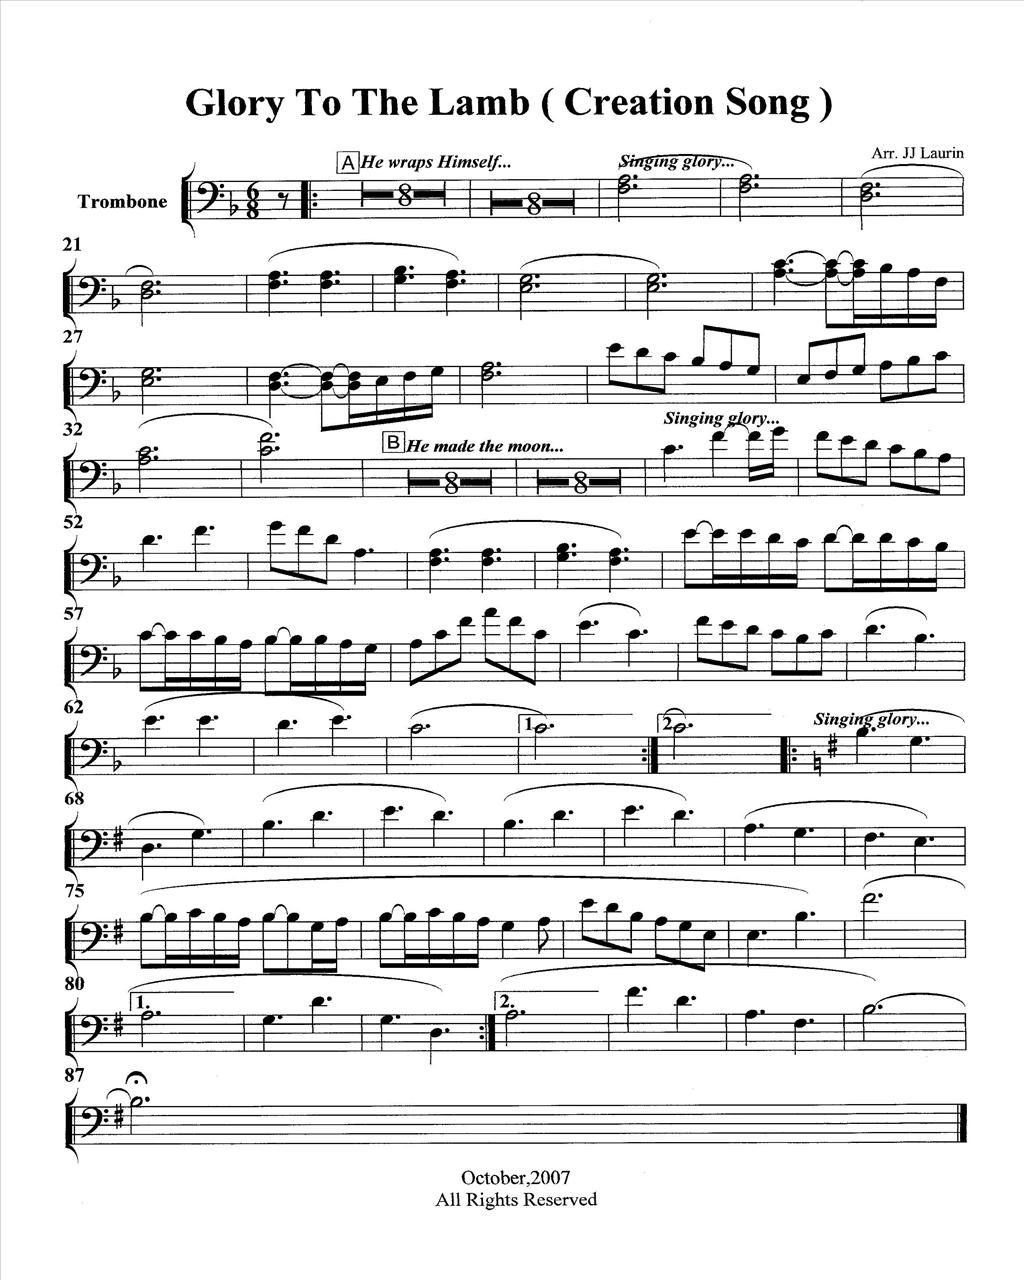 Glory To The Lamb ( Creation Song )
Arr. JJ Laurin
A He wraps Himself... Singing glory...
Trombone 6 8 8 8
21
27
32
Singing glory...
B He made the moon...
8 8
52
57
62
1. 2. Singing glory...
68
75
80
1. 2.
87
October,2007
All Rights Reserved